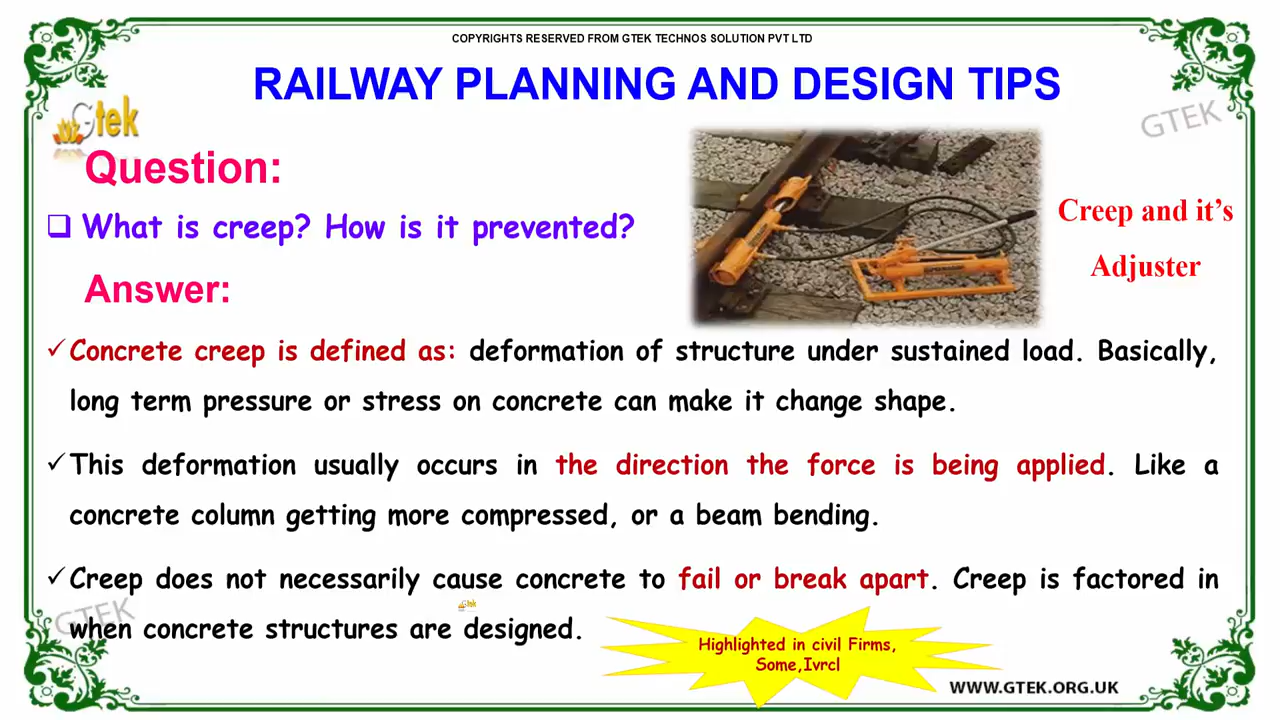 COPYRIGHTS RESERVED FROM GTEK TECHNOS SOLUTION PVT LTD
RAILWAY PLANNING AND DESIGN TIPS
Gtek
GTEK
Question:
❑ What is creep? How is it prevented?
Creep and it's
Adjuster
Answer:
✓Concrete creep is defined as: deformation of structure under sustained load. Basically,
long term pressure or stress on concrete can make it change shape.
✓This deformation usually occurs in the direction the force is being applied. Like a
concrete column getting more compressed, or a beam bending.
✓Creep does not necessarily cause concrete to fail or break apart. Creep is factored in
GTEK
Gtek
when concrete structures are designed.
Highlighted in civil Firms,
Some,Ivrcl
WWW.GTEK.ORG.UK